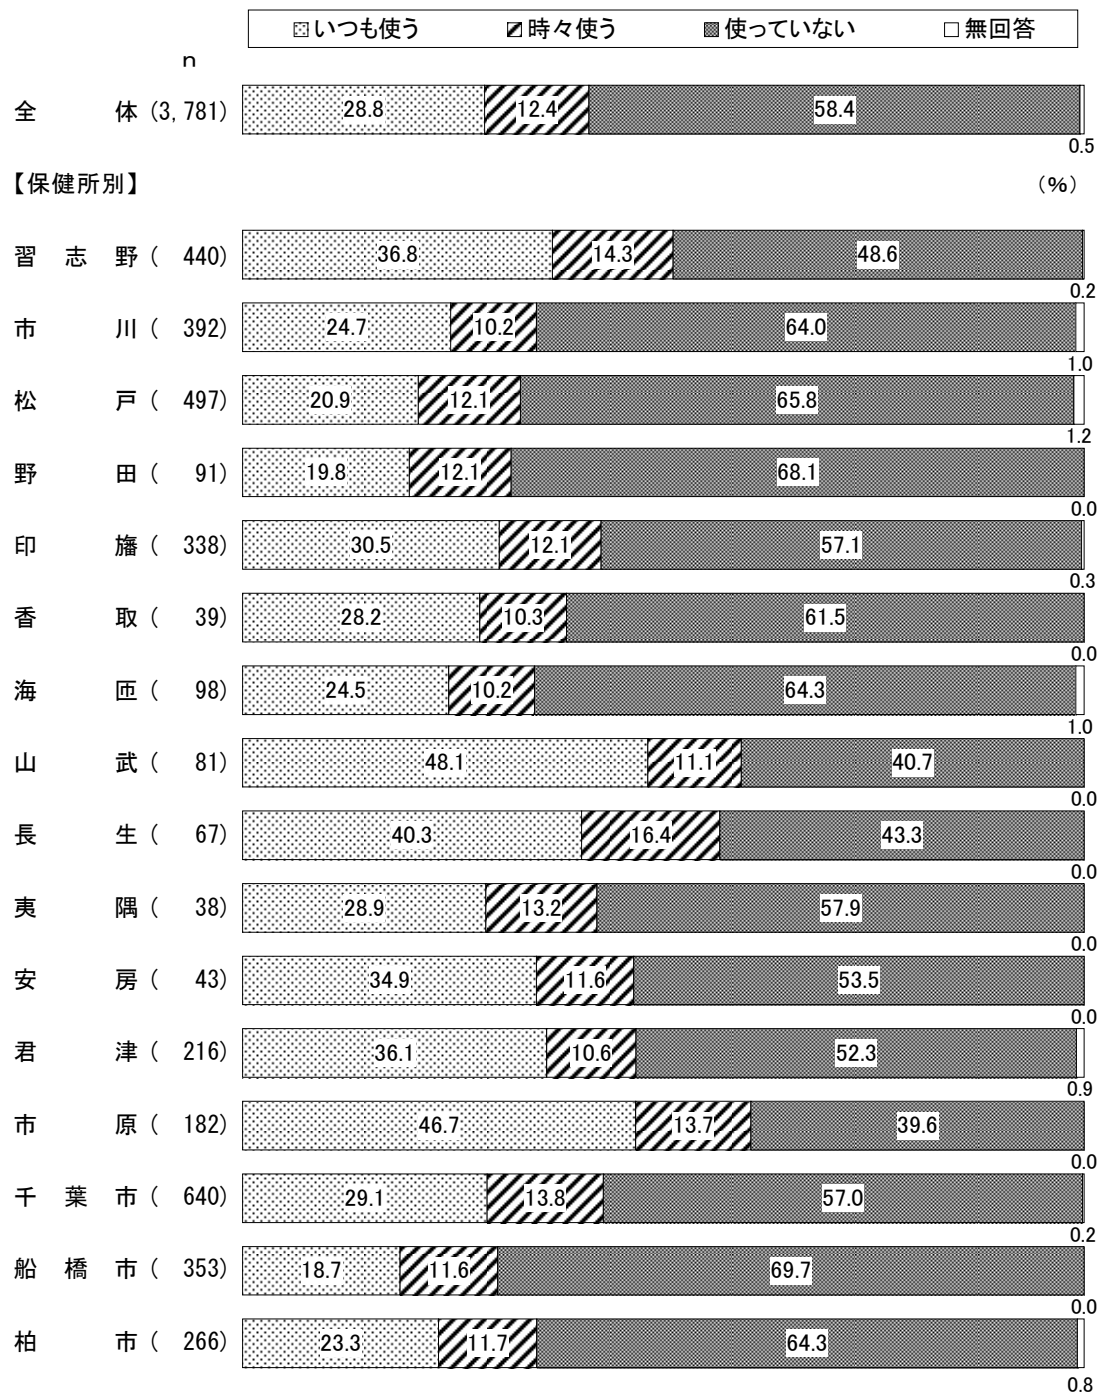 いつも使う 時々使う 使っていない 無回答
n
全体(3,781) 28.8 12.4 58.4
0.5
【保健所別】 (%)
習志野( 440) 36.8 14.3 48.6
0.2
市川( 392) 24.7 10.2 64.0
1.0
松戸( 497) 20.9 12.1 65.8
1.2
野田( 91) 19.8 12.1 68.1
0.0
印旛( 338) 30.5 12.1 57.1
0.3
香取( 39) 28.2 10.3 61.5
0.0
海匝( 98) 24.5 10.2 64.3
1.0
山武( 81) 48.1 11.1 40.7
0.0
長生( 67) 40.3 16.4 43.3
0.0
夷隅( 38) 28.9 13.2 57.9
0.0
安房( 43) 34.9 11.6 53.5
0.0
君津( 216) 36.1 10.6 52.3
0.9
市原( 182) 46.7 13.7 39.6
0.0
千葉市( 640) 29.1 13.8 57.0
0.2
船橋市( 353) 18.7 11.6 69.7
0.0
柏市( 266) 23.3 11.7 64.3
0.8